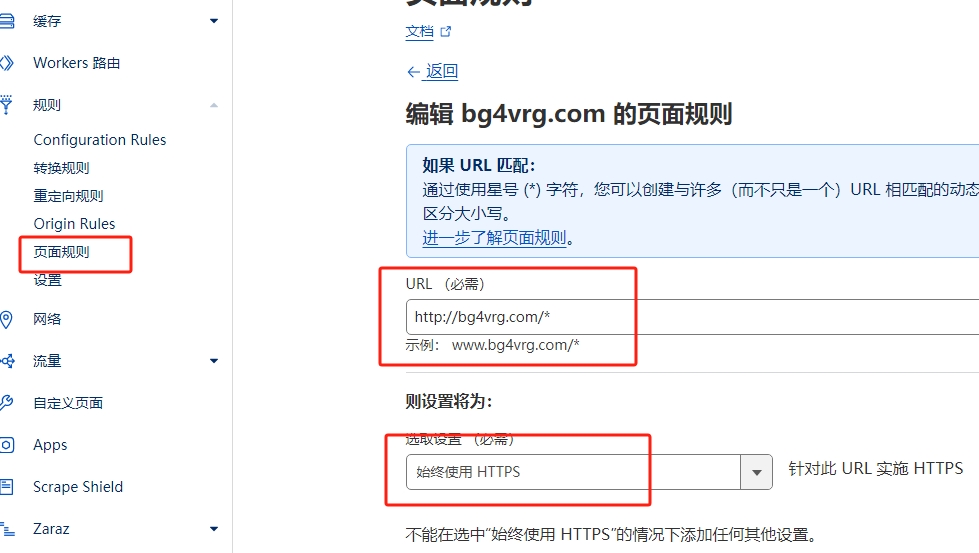 缓存
Workers 路由
规则
Configuration Rules
转换规则
重定向规则
Origin Rules
页面规则
设置
网络
流量
自定义页面
Apps
Scrape Shield
Zaraz
页面规则
文档
返回
编辑 bg4vrg.com 的页面规则
如果 URL 匹配：
通过使用星号 (*) 字符，您可以创建与许多（而不只是一个）URL 相匹配的动态
区分大小写。
进一步了解页面规则。
URL （必需）
http://bg4vrg.com/*
示例： www.bg4vrg.com/*
则设置将为：
选取设置 （必需）
始终使用 HTTPS
针对此 URL 实施 HTTPS
不能在选中“始终使用 HTTPS”的情况下添加任何其他设置。